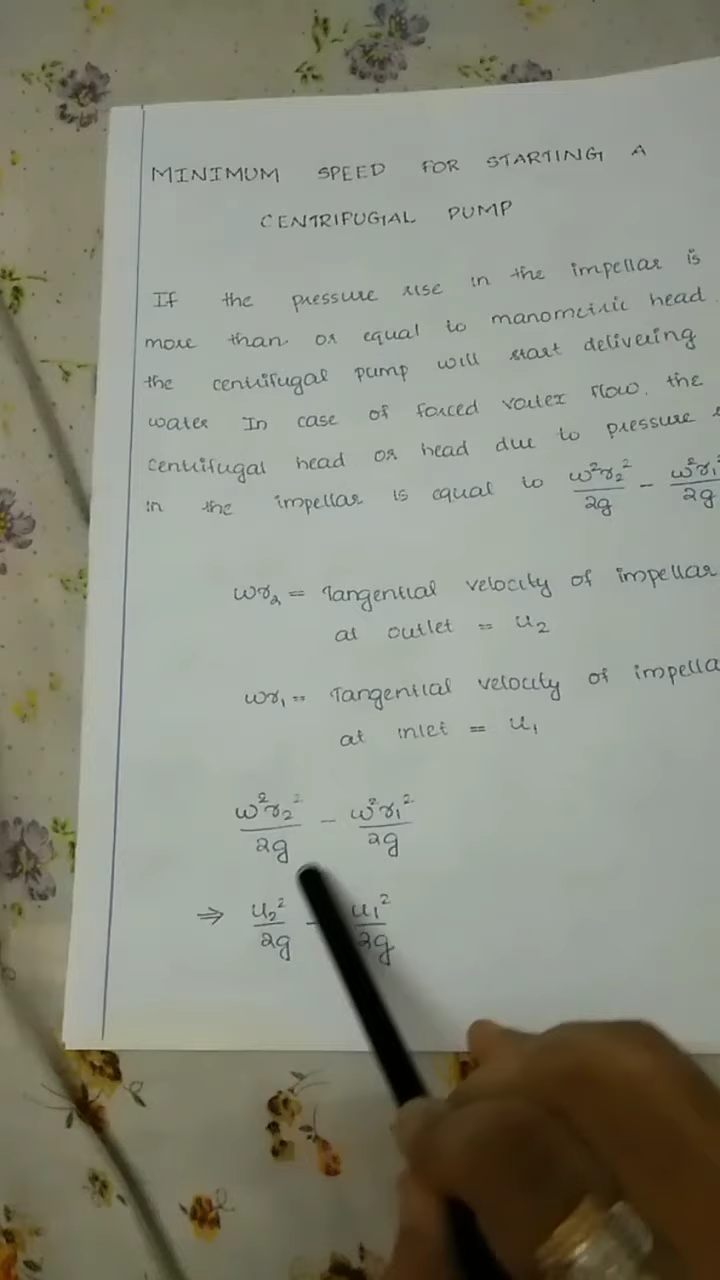 MINIMUM SPEED FOR STARTING A
CENTRIFUGAL PUMP
If the pressure rise in the impellar is
more than or equal to manometric head.
the centrifugal pump will start delivering
water In case of forced vortex flow, the
centrifugal head or head due to pressure
in the impellar is equal to ω²r₂²/2g − ω²r₁²/2g
ωr₂ = Tangential velocity of impellar
at outlet = u₂
ωr₁ = Tangential velocity of impella
at inlet = u₁
ω²r₂²/2g − ω²r₁²/2g
⇒ u₂²/2g − u₁²/2g